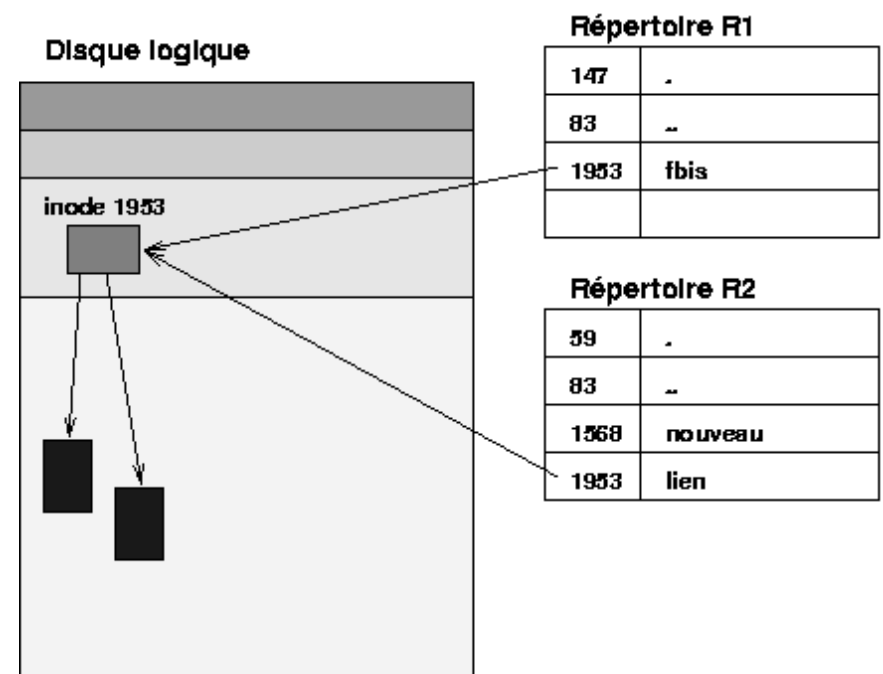 Disque logique
inode 1953
Répertoire R1
147 .
83 ..
1953 fbis
Répertoire R2
59 .
83 ..
1568 nouveau
1953 lien